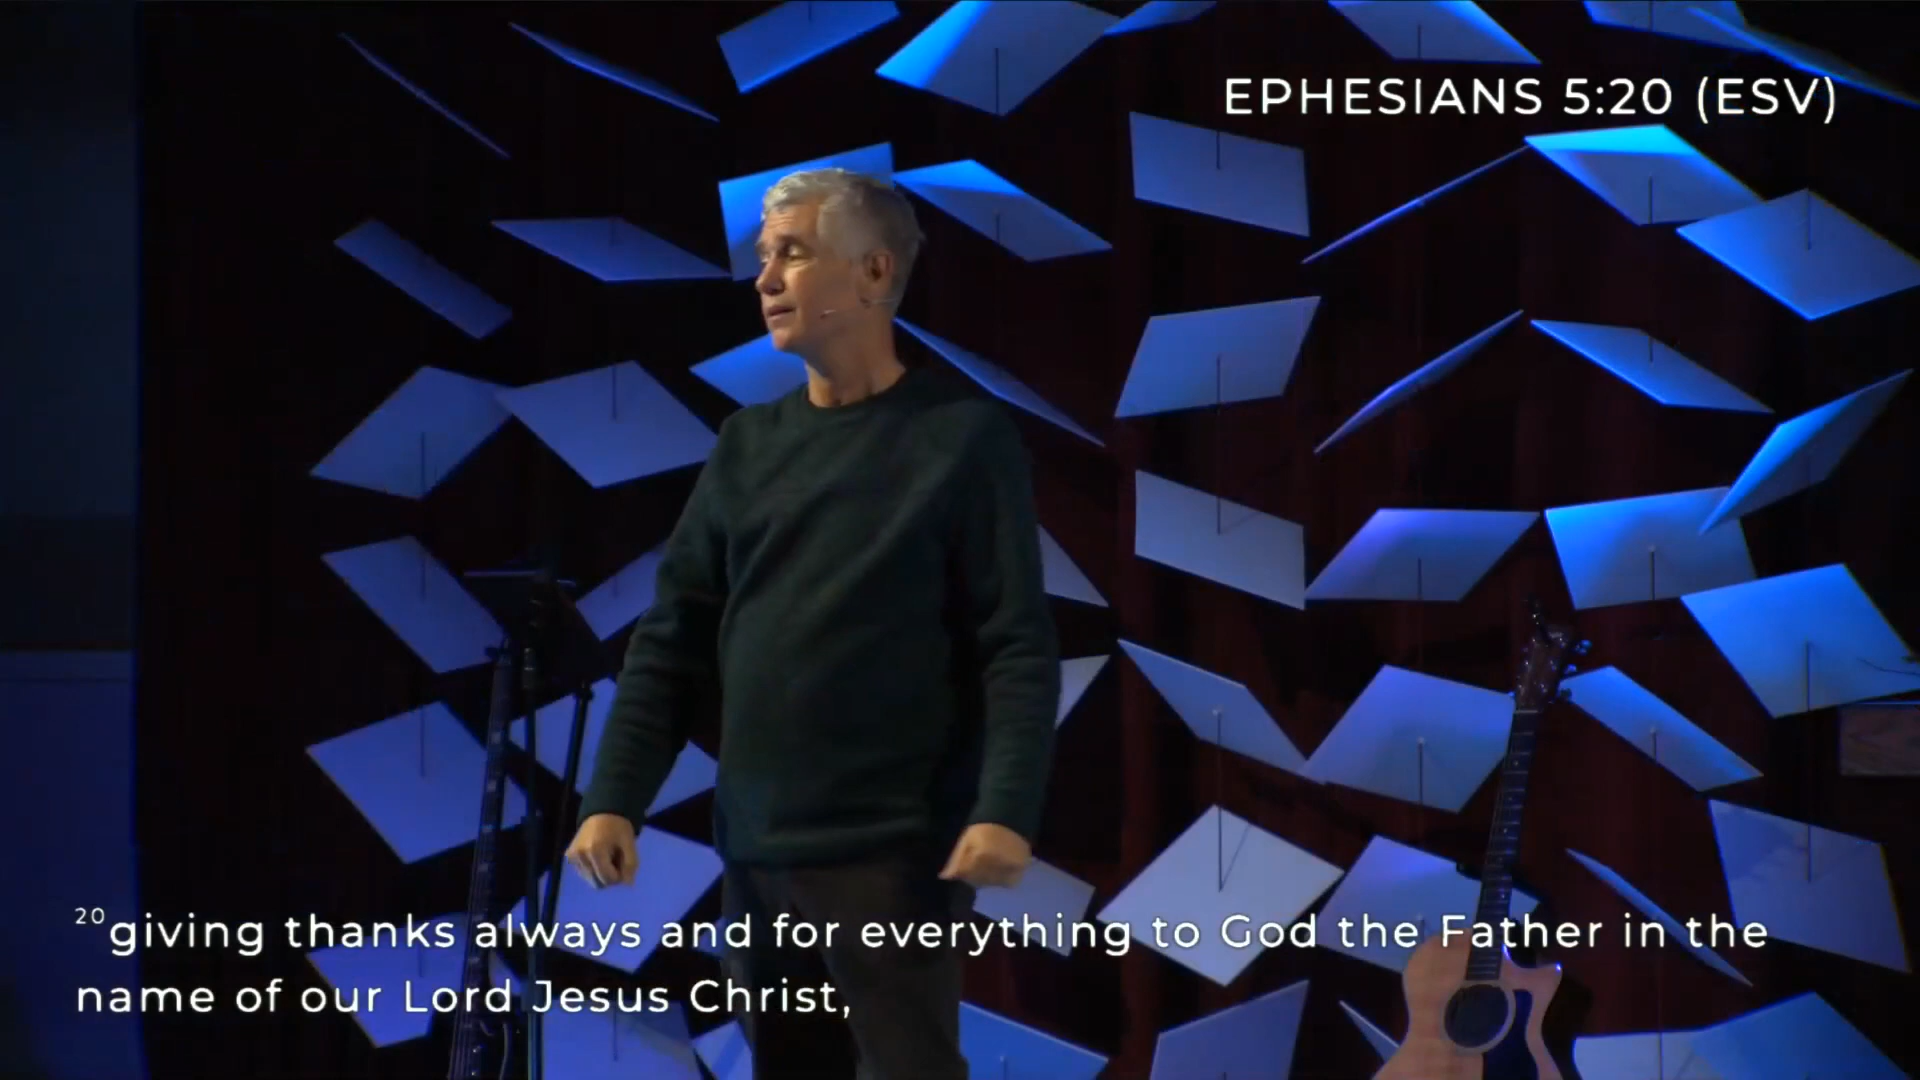 EPHESIANS 5:20 (ESV)
20giving thanks always and for everything to God the Father in the
name of our Lord Jesus Christ,